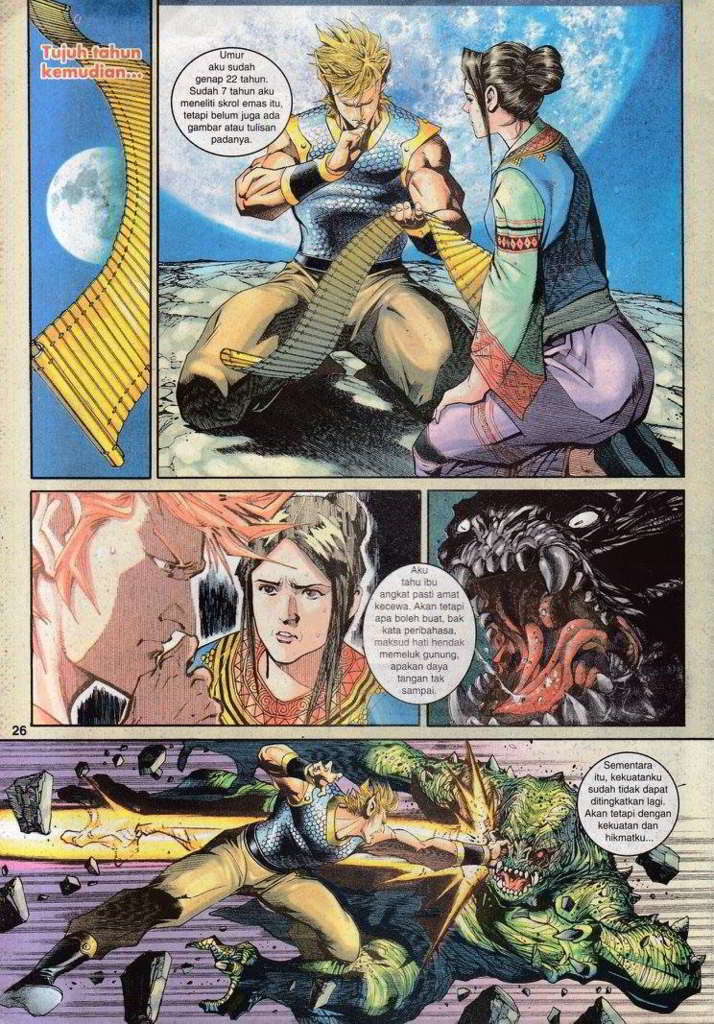 Tujuh tahun
kemudian...
Umur
aku sudah
genap 22 tahun.
Sudah 7 tahun aku
meneliti skrol emas itu,
tetapi belum juga ada
gambar atau tulisan
padanya.
Aku
tahu ibu
angkat pasti amat
kecewa. Akan tetapi
apa boleh buat, bak
kata peribahasa,
maksud hati hendak
memeluk gunung,
apakan daya
tangan tak
sampai.
26
Sementara
itu, kekuatanku
sudah tidak dapat
ditingkatkan lagi.
Akan tetapi dengan
kekuatan dan
hikmatku...